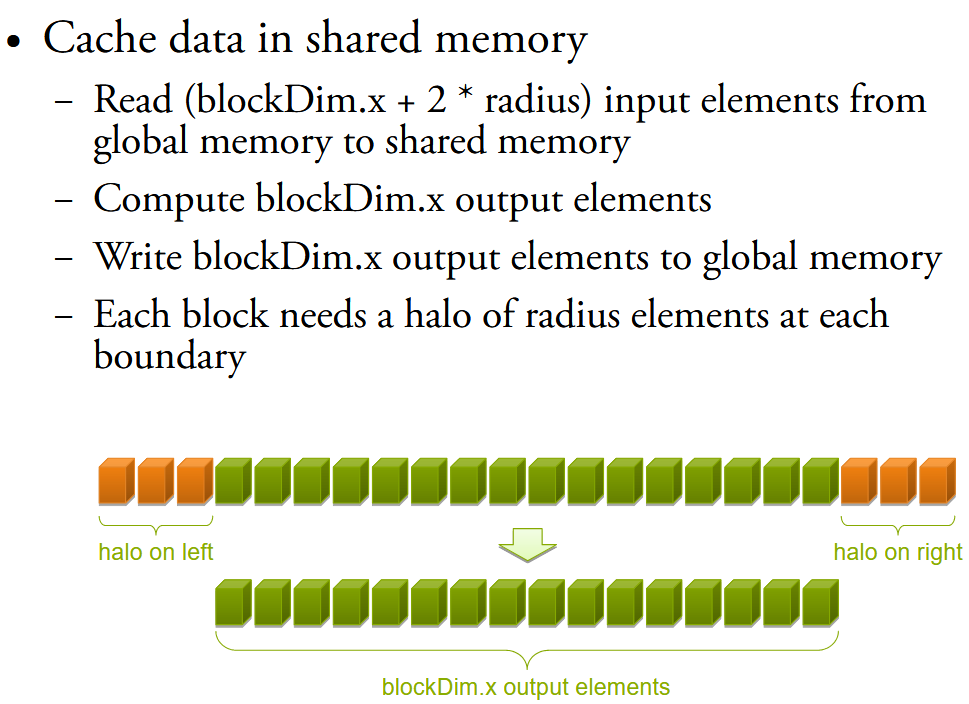 • Cache data in shared memory
– Read (blockDim.x + 2 * radius) input elements from
global memory to shared memory
– Compute blockDim.x output elements
– Write blockDim.x output elements to global memory
– Each block needs a halo of radius elements at each
boundary
halo on left
halo on right
blockDim.x output elements